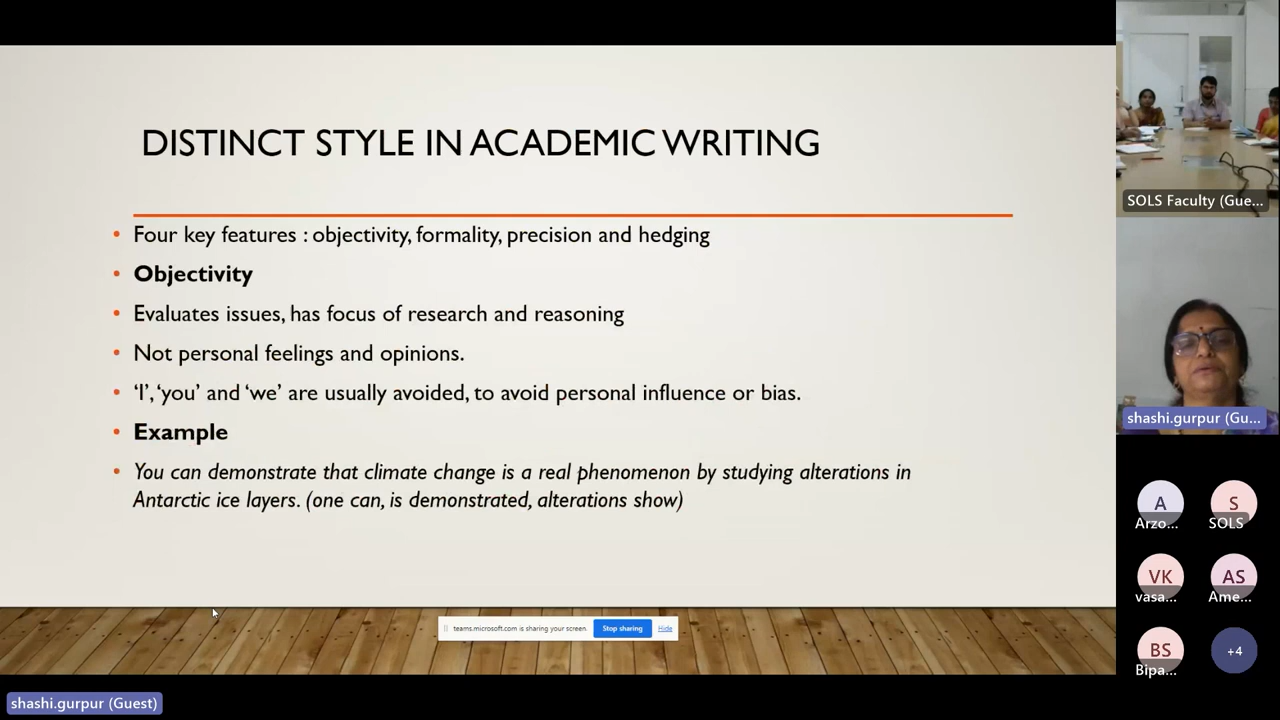 DISTINCT STYLE IN ACADEMIC WRITING
• Four key features : objectivity, formality, precision and hedging
• Objectivity
• Evaluates issues, has focus of research and reasoning
• Not personal feelings and opinions.
• ‘I’, ‘you’ and ‘we’ are usually avoided, to avoid personal influence or bias.
• Example
• You can demonstrate that climate change is a real phenomenon by studying alterations in
Antarctic ice layers. (one can, is demonstrated, alterations show)
teams.microsoft.com is sharing your screen. Stop sharing Hide
shashi.gurpur (Guest)
SOLS Faculty (Gue...
shashi.gurpur (Gu...
A S
Arzo... SOLS
VK AS
vasa... Ame...
BS +4
Bipa...